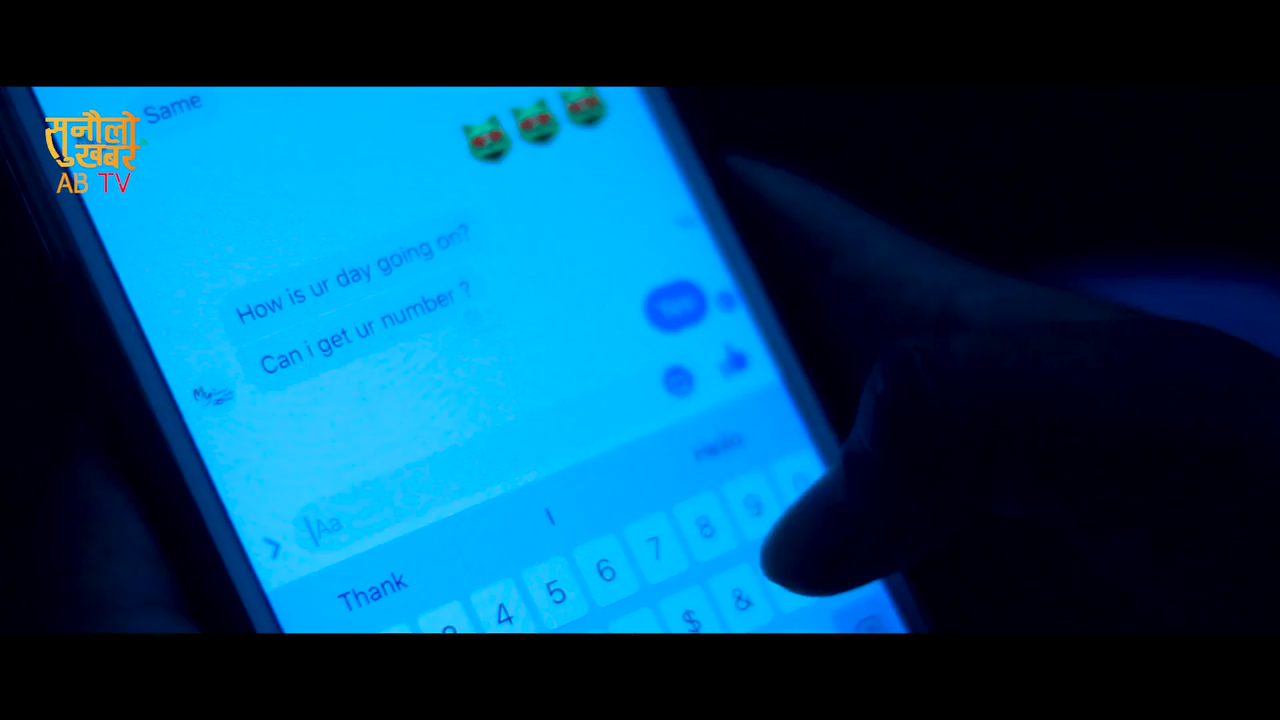 सुनौलो
खबर
AB TV
Same
How is ur day going on?
Can i get ur number ?
Aa
Thank
I
Hello
4 5 6 7 8 9
$ &